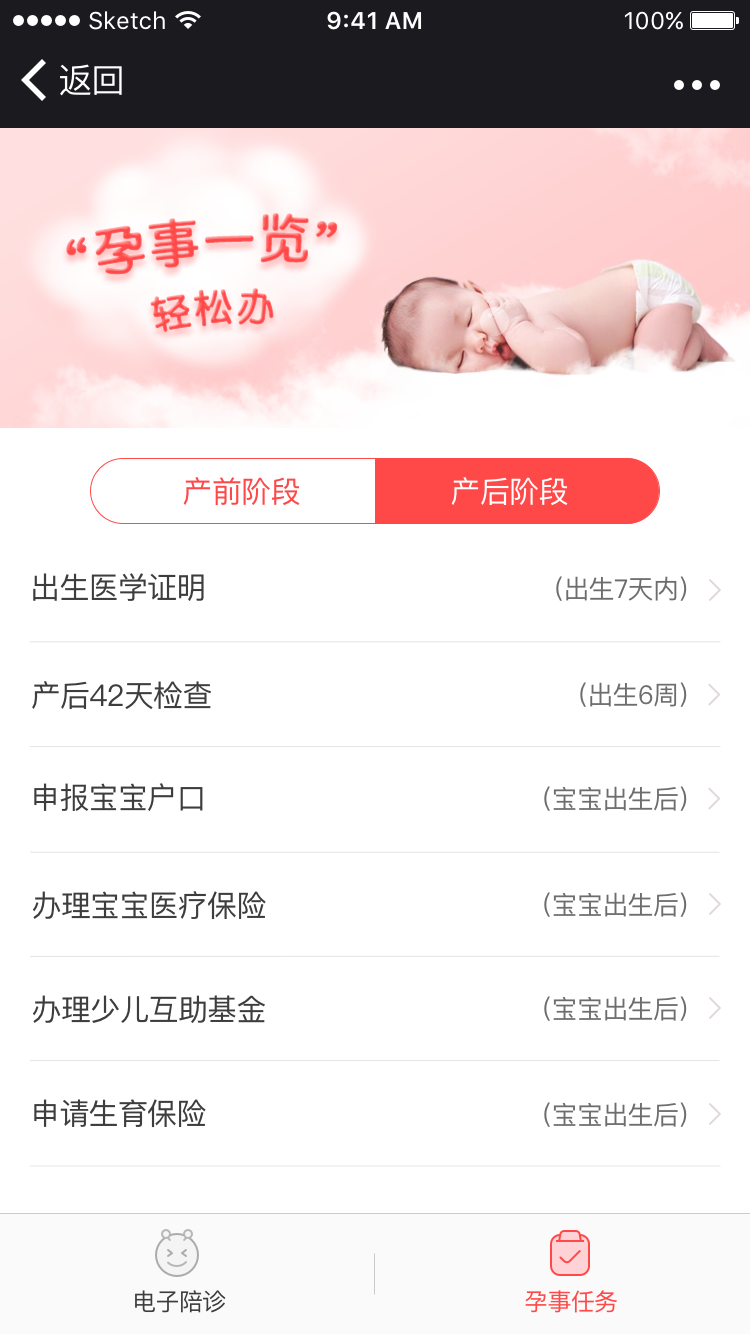 Sketch 9:41 AM 100%
返回
“孕事一览”
轻松办
产前阶段 产后阶段
出生医学证明 (出生7天内)
产后42天检查 (出生6周)
申报宝宝户口 (宝宝出生后)
办理宝宝医疗保险 (宝宝出生后)
办理少儿互助基金 (宝宝出生后)
申请生育保险 (宝宝出生后)
电子陪诊 孕事任务